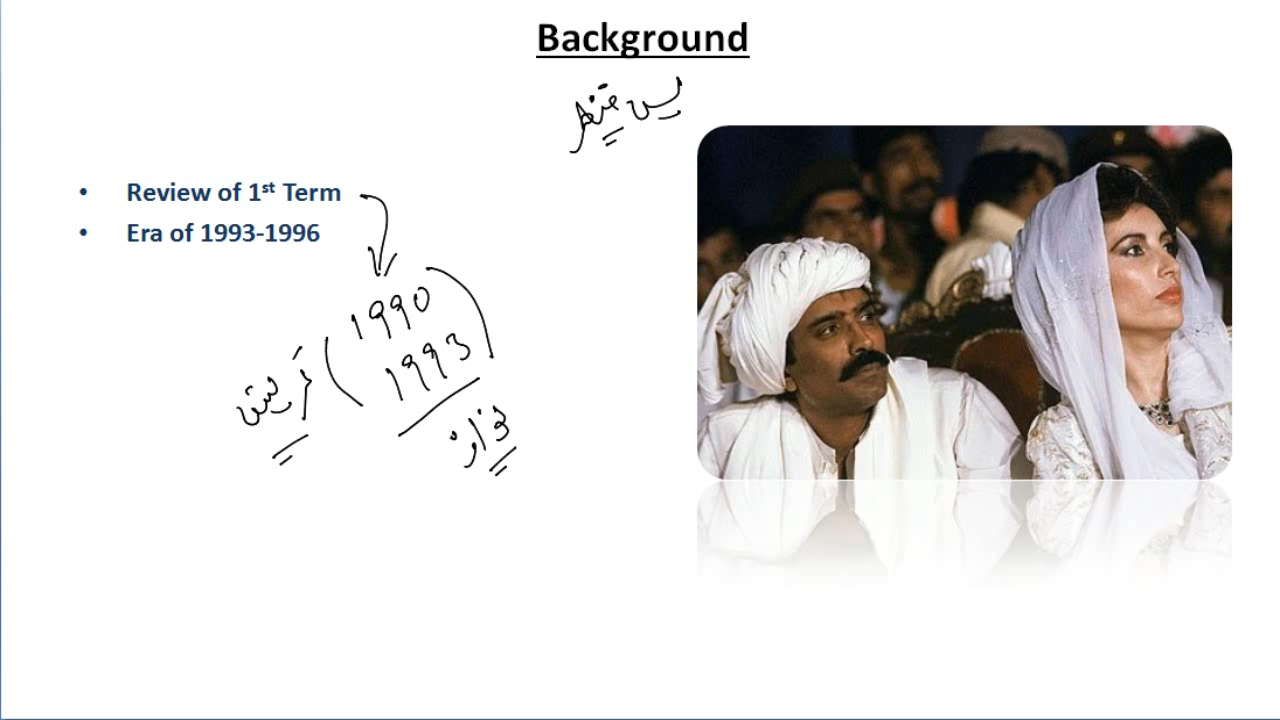 Background
پس منظر
• Review of 1st Term
• Era of 1993-1996
1990
1993
نواز